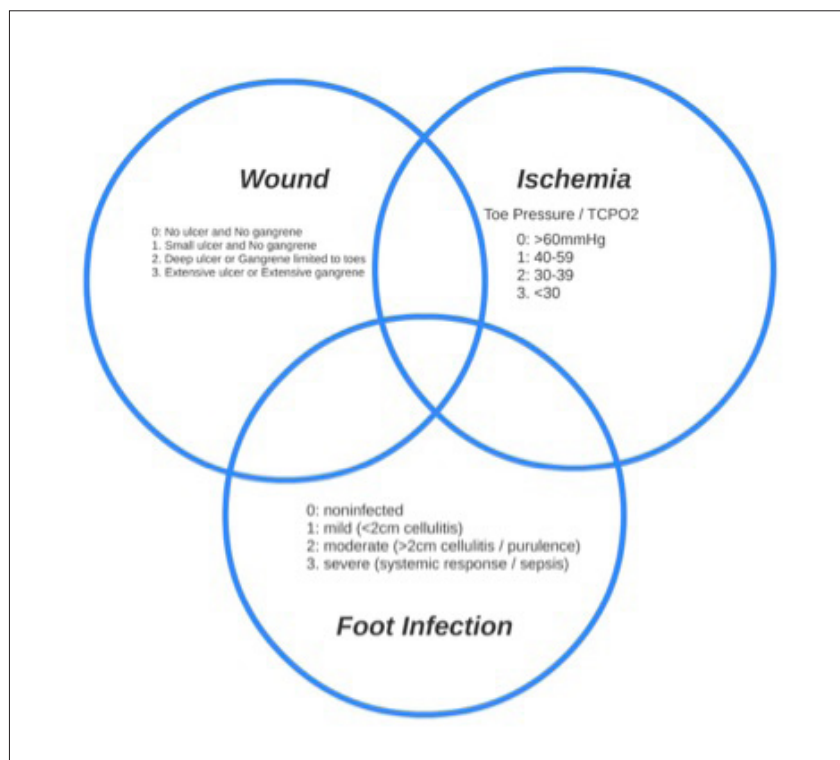 Wound
0: No ulcer and No gangrene
1. Small ulcer and No gangrene
2. Deep ulcer or Gangrene limited to toes
3. Extensive ulcer or Extensive gangrene
Ischemia
Toe Pressure / TCPO2
0: >60mmHg
1: 40-59
2: 30-39
3. <30
0: noninfected
1: mild (<2cm cellulitis)
2: moderate (>2cm cellulitis / purulence)
3. severe (systemic response / sepsis)
Foot Infection